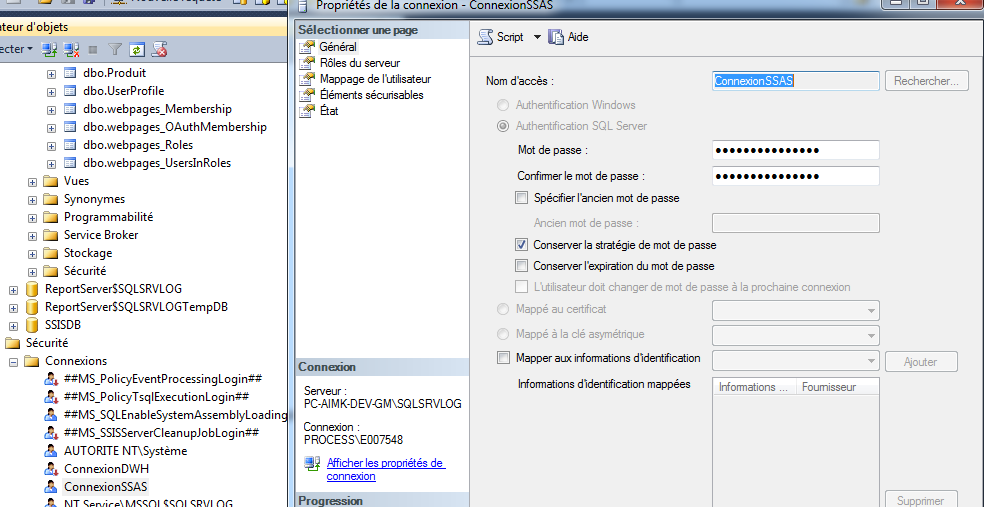 Propriétés de la connexion - ConnexionSSAS
d'objets
dbo.Produit
dbo.UserProfile
dbo.webpages_Membership
dbo.webpages_OAuthMembership
dbo.webpages_Roles
dbo.webpages_UsersInRoles
Vues
Synonymes
Programmabilité
Service Broker
Stockage
Sécurité
ReportServer$SQLSRVLOG
ReportServer$SQLSRVLOGTempDB
SSISDB
Sécurité
Connexions
##MS_PolicyEventProcessingLogin##
##MS_PolicyTsqlExecutionLogin##
##MS_SQLEnableSystemAssemblyLoading
##MS_SSISServerCleanupJobLogin##
AUTORITE NT\Système
ConnexionDWH
ConnexionSSAS
NT Service\MSSQL$SQLSRVLOG
Sélectionner une page
Général
Rôles du serveur
Mappage de l'utilisateur
Éléments sécurisables
État
Connexion
Serveur :
PC-AIMK-DEV-GM\SQLSRVLOG
Connexion :
PROCESS\E007548
Afficher les propriétés de
connexion
Progression
Script Aide
Nom d'accès : ConnexionSSAS Rechercher...
Authentification Windows
Authentification SQL Server
Mot de passe : ●●●●●●●●●●●●●●●
Confirmer le mot de passe : ●●●●●●●●●●●●●●●
Spécifier l'ancien mot de passe
Ancien mot de passe :
Conserver la stratégie de mot de passe
Conserver l'expiration du mot de passe
L'utilisateur doit changer de mot de passe à la prochaine connexion
Mappé au certificat
Mappé à la clé asymétrique
Mapper aux informations d'identification Ajouter
Informations d'identification mappées Informations ... Fournisseur
Supprimer